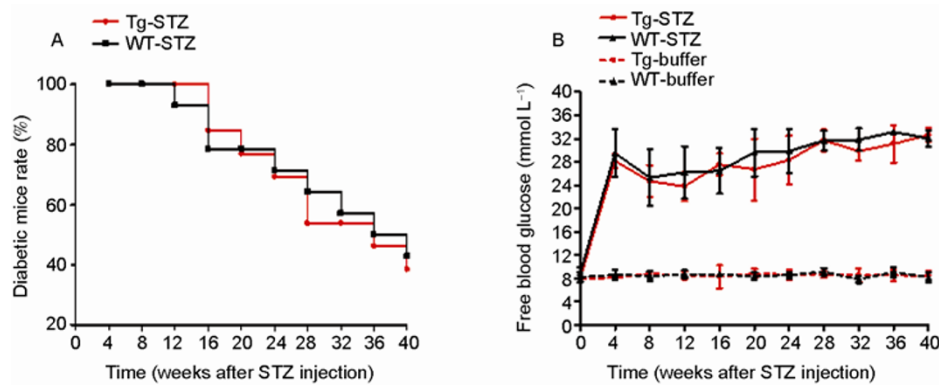 A
Tg-STZ
WT-STZ
Diabetic mice rate (%)
100
80
60
40
20
0 4 8 12 16 20 24 28 32 36 40
Time (weeks after STZ injection)
B
Tg-STZ
WT-STZ
Tg-buffer
WT-buffer
Free blood glucose (mmol L⁻¹)
40
36
32
28
24
20
16
12
8
4
0
0 4 8 12 16 20 24 28 32 36 40
Time (weeks after STZ injection)